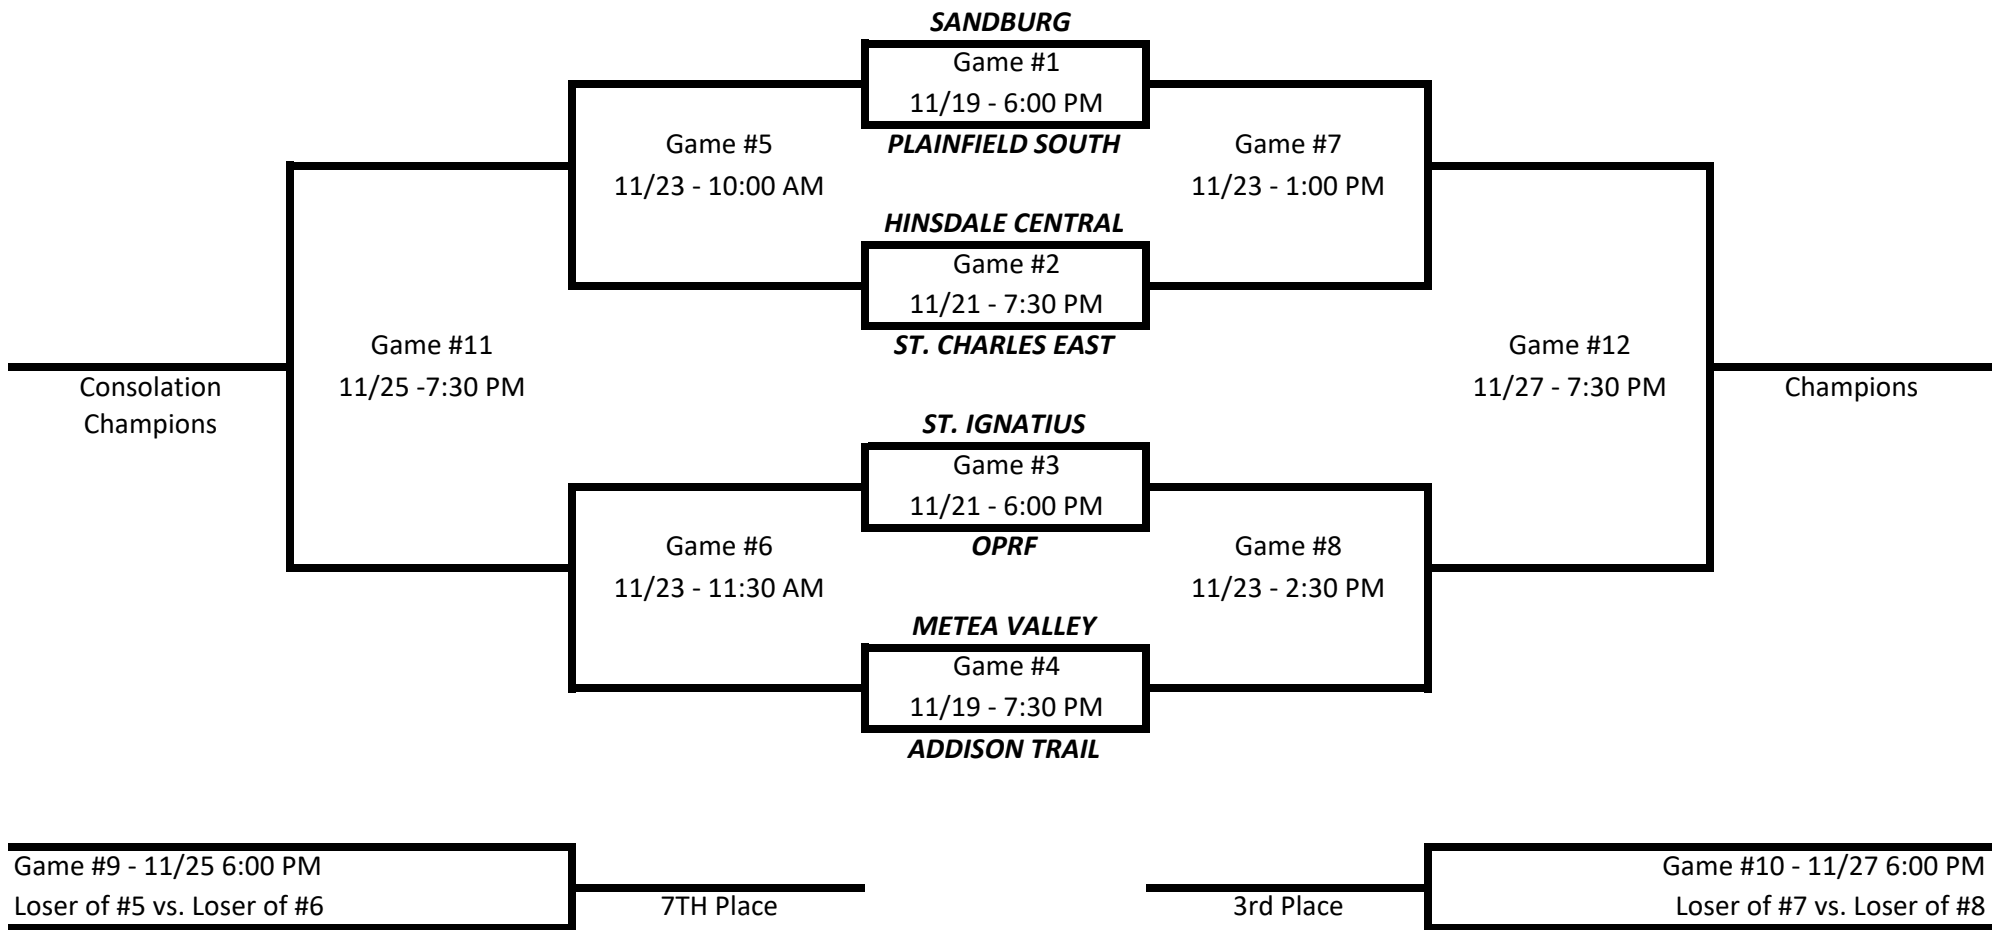 SANDBURG
Game #1
11/19 - 6:00 PM
PLAINFIELD SOUTH
Game #5
11/23 - 10:00 AM
Game #7
11/23 - 1:00 PM
HINSDALE CENTRAL
Game #2
11/21 - 7:30 PM
ST. CHARLES EAST
Game #11
11/25 -7:30 PM
Consolation
Champions
Game #12
11/27 - 7:30 PM
Champions
ST. IGNATIUS
Game #3
11/21 - 6:00 PM
OPRF
Game #6
11/23 - 11:30 AM
Game #8
11/23 - 2:30 PM
METEA VALLEY
Game #4
11/19 - 7:30 PM
ADDISON TRAIL
Game #9 - 11/25 6:00 PM
Loser of #5 vs. Loser of #6
7TH Place
3rd Place
Game #10 - 11/27 6:00 PM
Loser of #7 vs. Loser of #8